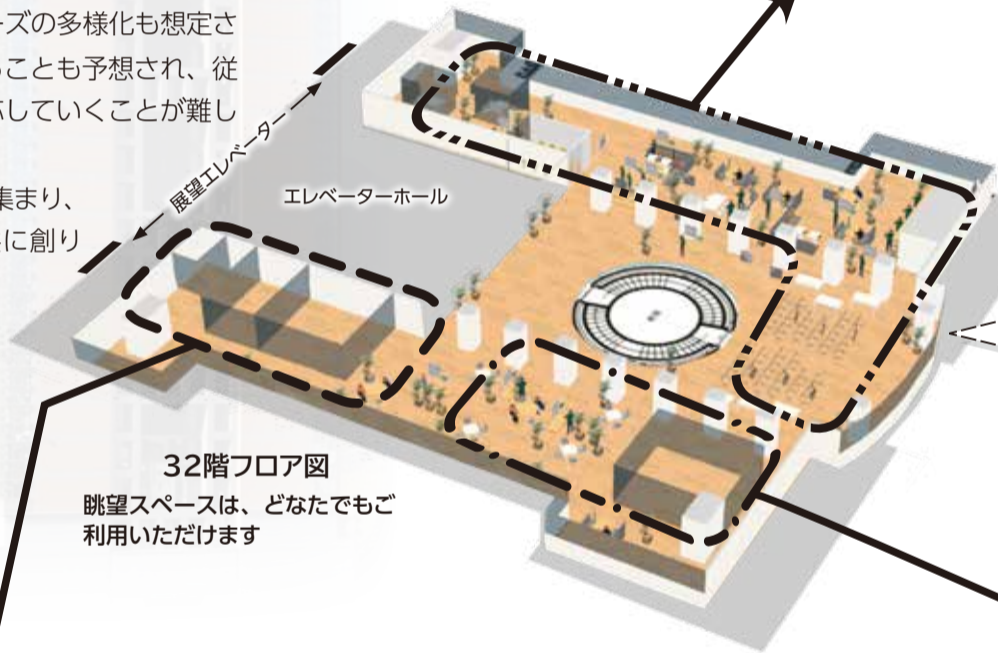 ーズの多様化も想定さ
ることも予想され、従
応していくことが難し
集まり、
に創り
展望エレベーター
エレベーターホール
32階フロア図
眺望スペースは、どなたでもご
利用いただけます